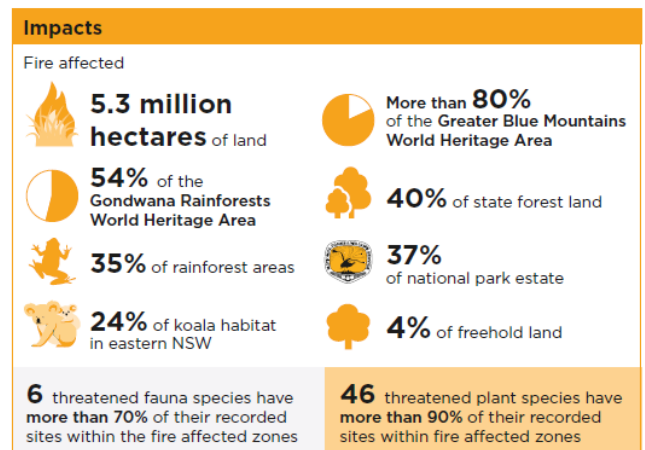 Impacts
Fire affected
5.3 million
hectares of land
54% of the
Gondwana Rainforests
World Heritage Area
35% of rainforest areas
24% of koala habitat
in eastern NSW
More than 80%
of the Greater Blue Mountains
World Heritage Area
40% of state forest land
37%
of national park estate
4% of freehold land
6 threatened fauna species have
more than 70% of their recorded
sites within the fire affected zones
46 threatened plant species have
more than 90% of their recorded
sites within fire affected zones